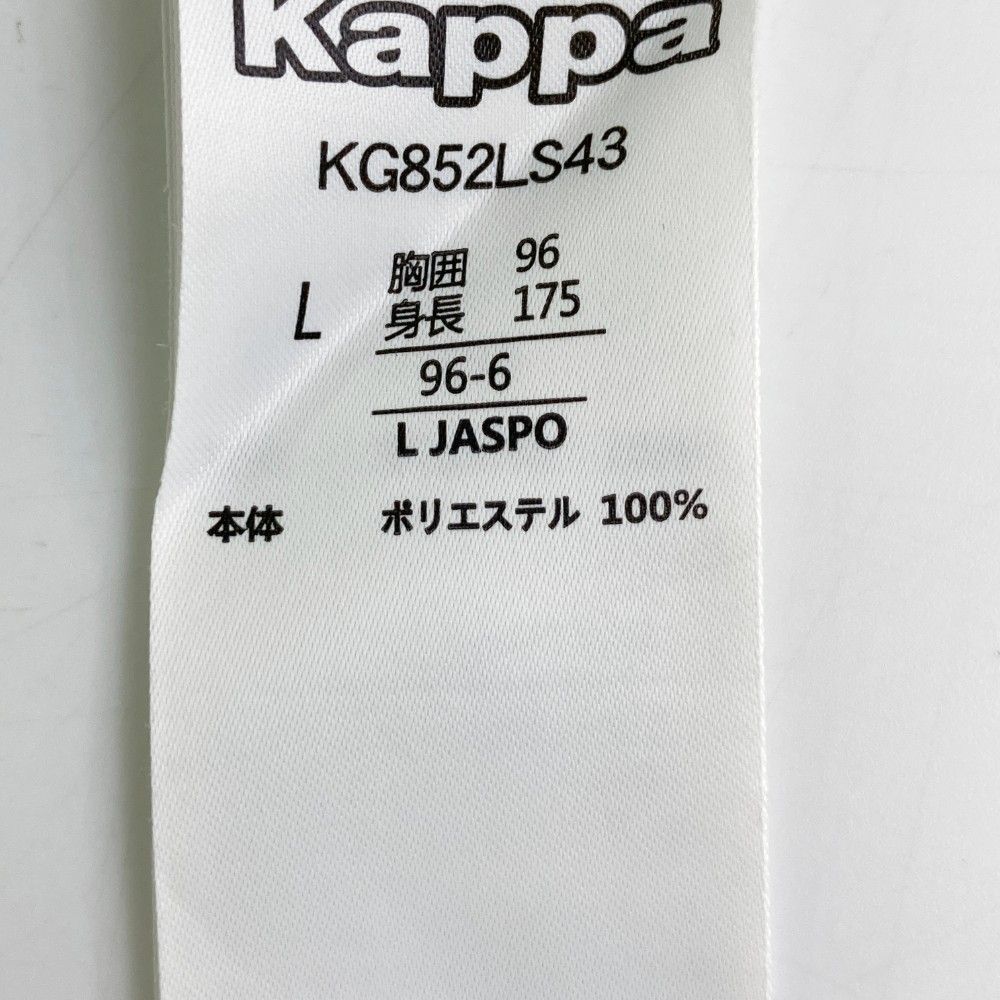 Kappa
KG852LS43
L
胸囲 96
身長 175
96-6
L JASPO
本体 ポリエステル 100%